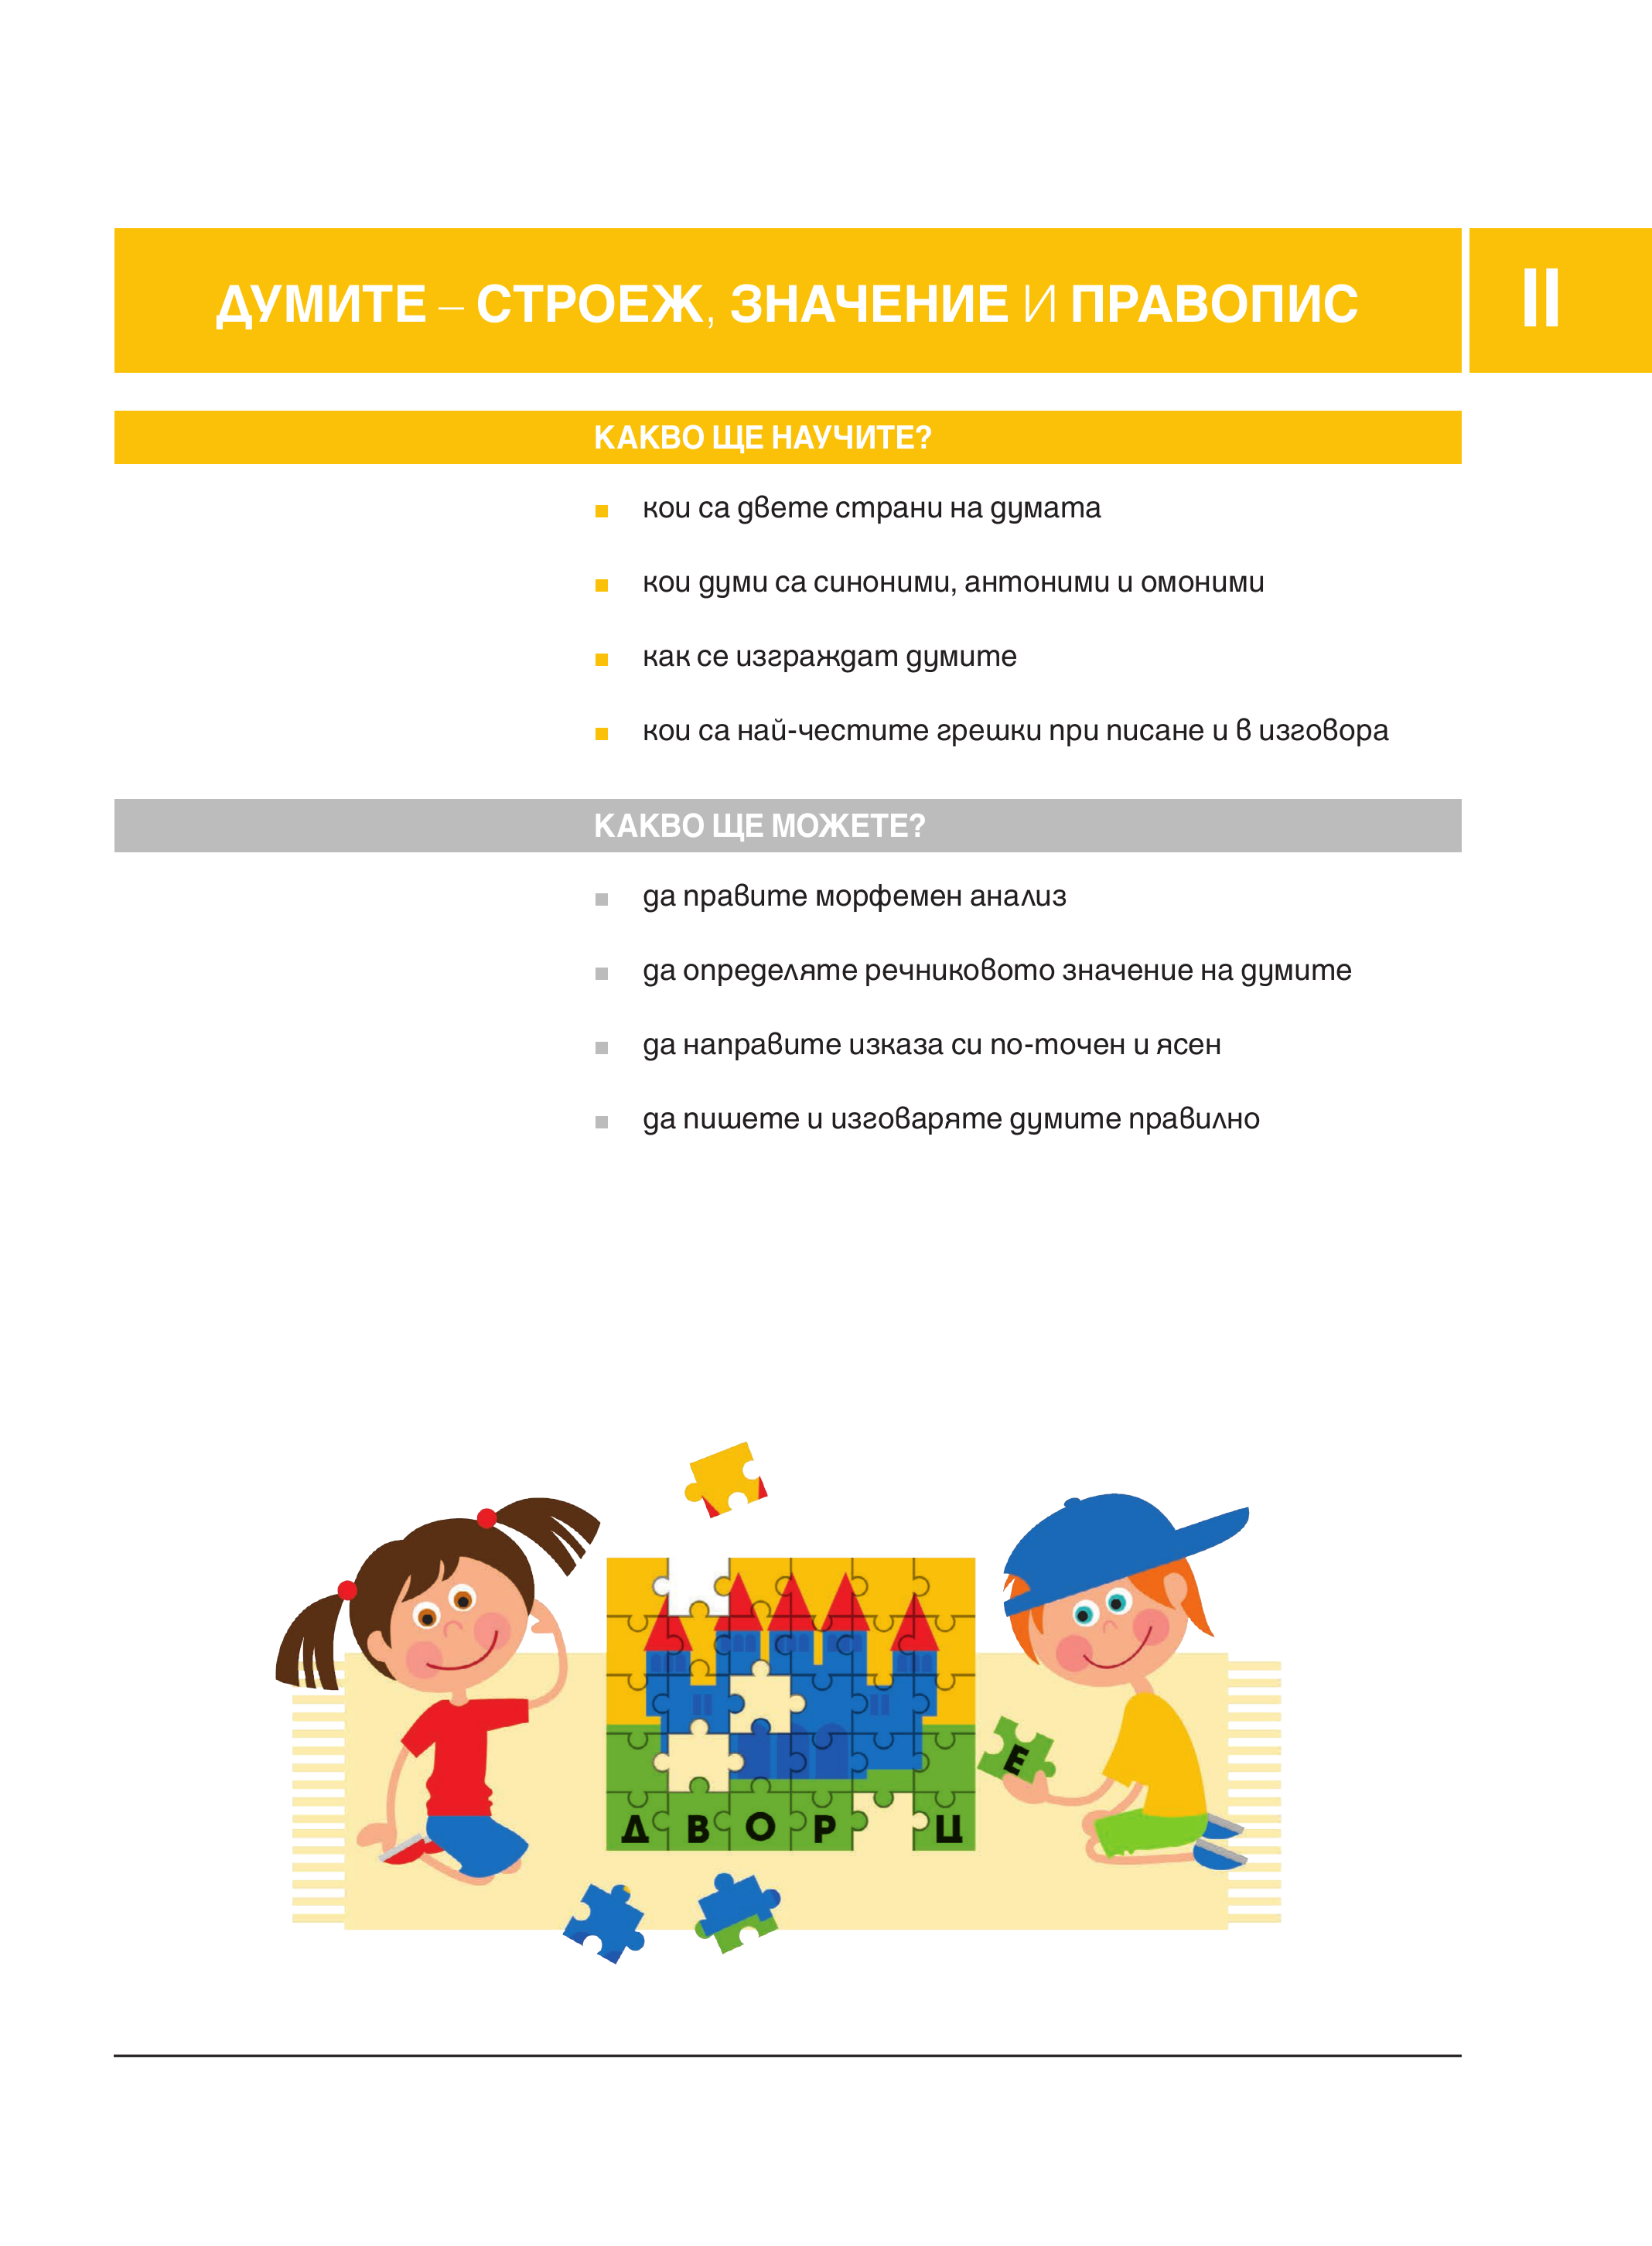 ДУМИТЕ – СТРОЕЖ, ЗНАЧЕНИЕ И ПРАВОПИС
II
КАКВО ЩЕ НАУЧИТЕ?
кои са двете страни на думата
кои думи са синоними, антоними и омоними
как се изграждат думите
кои са най-честите грешки при писане и в изговора
КАКВО ЩЕ МОЖЕТЕ?
да правите морфемен анализ
да определяте речниковото значение на думите
да направите изказа си по-точен и ясен
да пишете и изговаряте думите правилно
Е
Д В О Р Ц